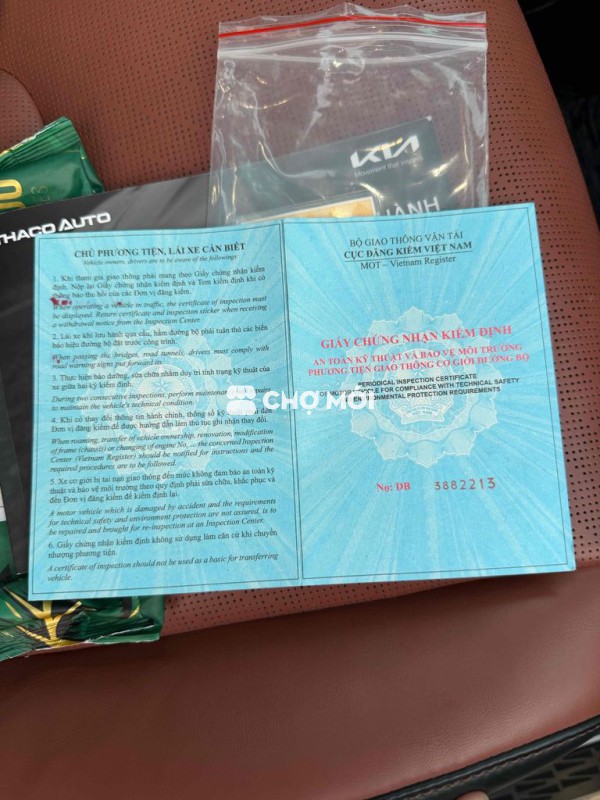 KIA
Movement that inspires
HÀNH
THACO AUTO
CHỦ PHƯƠNG TIỆN, LÁI XE CẦN BIẾT
Vehicle owners, drivers are to be aware of the followings
1. Khi tham gia giao thông phải mang theo Giấy chứng nhận kiểm
định. Nộp lại Giấy chứng nhận kiểm định và Tem kiểm định khi có
thông báo thu hồi của các Đơn vị đăng kiểm.
When operating a vehicle in traffic, the certificate of inspection must
be displayed. Return certificate and inspection sticker when receiving
a withdrawal notice from the Inspection Center.
2. Lái xe khi lưu hành qua cầu, hầm đường bộ phải tuân thủ các biển
báo hiệu đường bộ đặt trước công trình.
When passing the bridges, road tunnels, drivers must comply with
road warning signs put forward its.
3. Thực hiện bảo dưỡng, sửa chữa nhằm duy trì tình trạng kỹ thuật của
xe giữa hai kỳ kiểm định.
During two consecutive inspections, perform maintenance
to maintain the vehicle's technical condition.
4. Khi có thay đổi thông tin hành chính, thông số kỹ
Đơn vị đăng kiểm để được hướng dẫn làm thủ tục ghi nhận thay đổi.
When roaming, transfer of vehicle ownership, renovation, modification
of frame (chassis) or changing of engine No, ... the concerned Inspection
Center (Vietnam Register) should be notified for instructions and the
required procedures are to be followed.
5. Xe cơ giới bị tai nạn giao thông đến mức không đảm bảo an toàn kỹ
thuật và bảo vệ môi trường theo quy định phải sửa chữa, khắc phục và
đến Đơn vị đăng kiểm để kiểm định lại.
A motor vehicle which is damaged by accident and the requirements
for technical safety and environment protection are not assured, is to
be repaired and brought for re-inspection at an Inspection Center.
6. Giấy chứng nhận kiểm định không sử dụng làm căn cứ khi chuyển
nhượng phương tiện.
A certificate of inspection should not be used as a basic for transferring
vehicle.
BỘ GIAO THÔNG VẬN TẢI
CỤC ĐĂNG KIỂM VIỆT NAM
MOT – Vietnam Register
GIẤY CHỨNG NHẬN KIỂM ĐỊNH
AN TOÀN KỸ THUẬT VÀ BẢO VỆ MÔI TRƯỜNG
PHƯƠNG TIỆN GIAO THÔNG CƠ GIỚI ĐƯỜNG BỘ
PERIODICAL INSPECTION CERTIFICATE
MOTOR VEHICLE FOR COMPLIANCE WITH TECHNICAL SAFETY
ENVIRONMENTAL PROTECTION REQUIREMENTS
No: DB 3882213
CHỢ MỚI